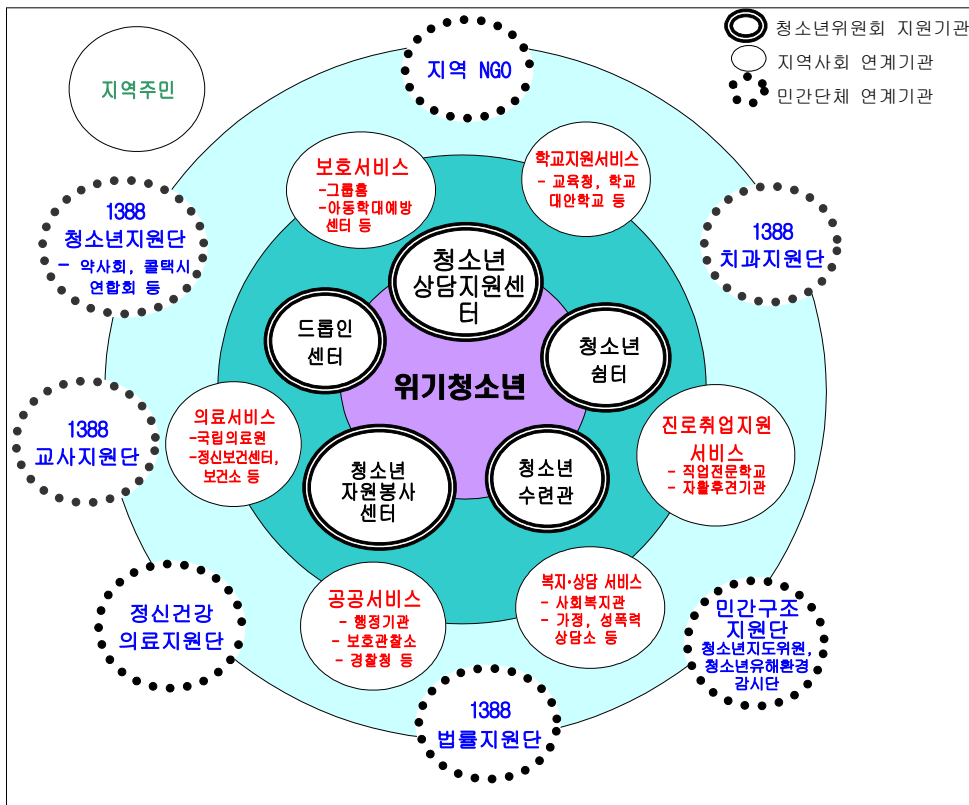 청소년위원회 지원기관
지역사회 연계기관
민간단체 연계기관
지역주민
지역 NGO
보호서비스
-그룹홈
-아동학대예방
센터 등
학교지원서비스
- 교육청, 학교
대안학교 등
1388
청소년지원단
- 약사회, 콜택시
연합회 등
1388
치과지원단
청소년
상담지원센
터
드롭인
센터
청소년
쉼터
위기청소년
1388
교사지원단
의료서비스
-국립의료원
-정신보건센터,
보건소 등
진로취업지원
서비스
- 직업전문학교
- 자활후견기관
청소년
자원봉사
센터
청소년
수련관
정신건강
의료지원단
공공서비스
- 행정기관
- 보호관찰소
- 경찰청 등
복지·상담 서비스
- 사회복지관
- 가정, 성폭력
상담소 등
민간구조
지원단
청소년지도위원,
청소년유해환경
감시단
1388
법률지원단